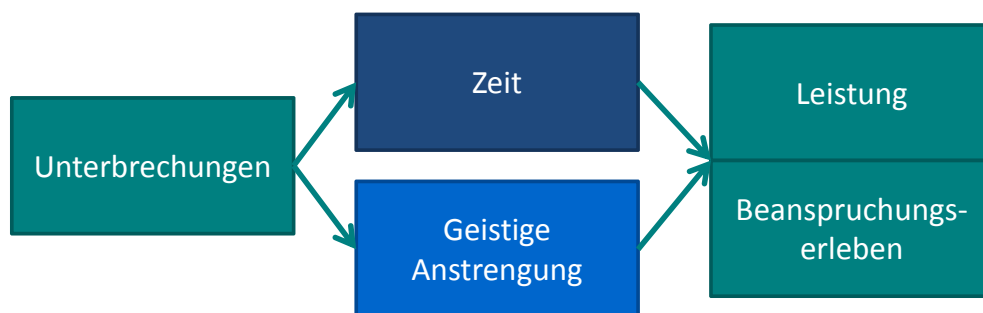 Unterbrechungen
Zeit
Geistige
Anstrengung
Leistung
Beanspruchungs-
erleben